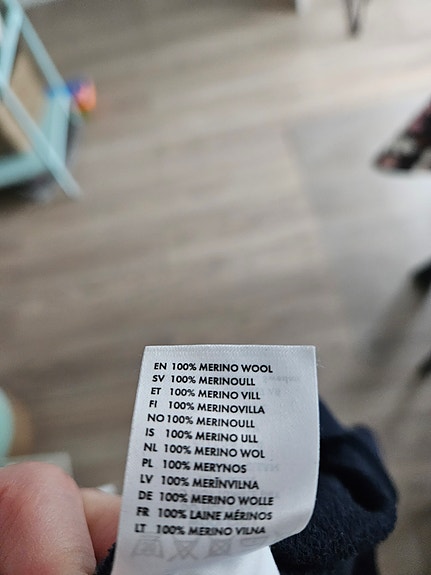 EN 100% MERINO WOOL
SV 100% MERINOULL
ET 100% MERINO VILL
FI 100% MERINOVILLA
NO 100% MERINOULL
IS 100% MERINO ULL
NL 100% MERINO WOL
PL 100% MERYNOS
LV 100% MERĪNVILNA
DE 100% MERINO WOLLE
FR 100% LAINE MÉRINOS
LT 100% MERINO VILNA